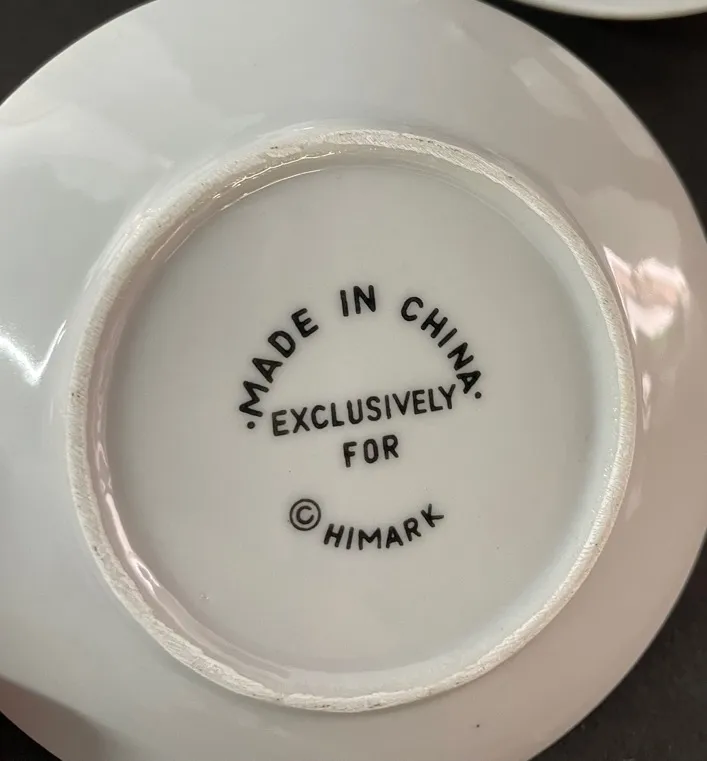 ·MADE IN CHINA·
EXCLUSIVELY
FOR
© HIMARK